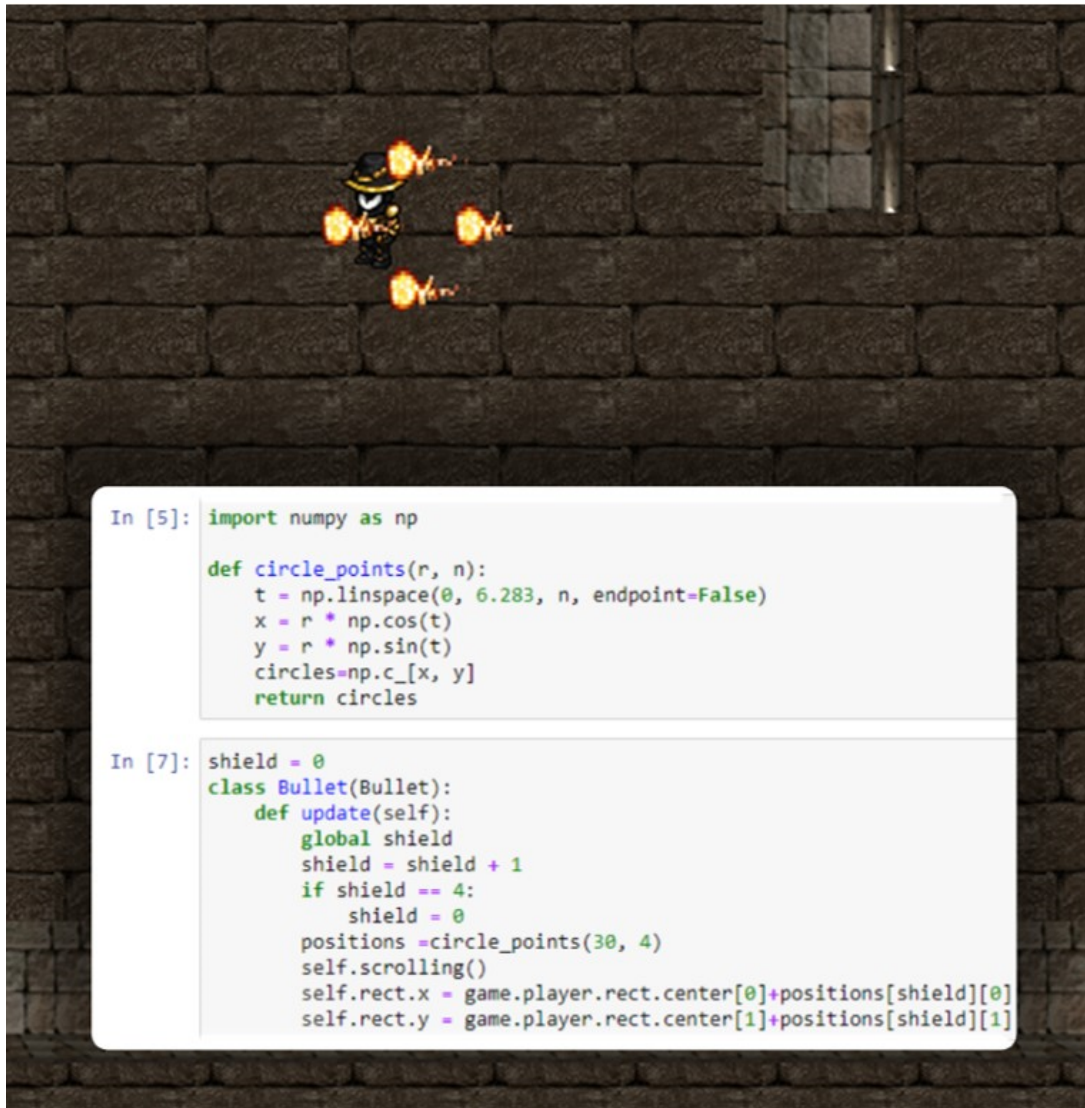 In [5]: import numpy as np
def circle_points(r, n):
    t = np.linspace(0, 6.283, n, endpoint=False)
    x = r * np.cos(t)
    y = r * np.sin(t)
    circles=np.c_[x, y]
    return circles
In [7]: shield = 0
class Bullet(Bullet):
    def update(self):
        global shield
        shield = shield + 1
        if shield == 4:
            shield = 0
        positions =circle_points(30, 4)
        self.scrolling()
        self.rect.x = game.player.rect.center[0]+positions[shield][0]
        self.rect.y = game.player.rect.center[1]+positions[shield][1]